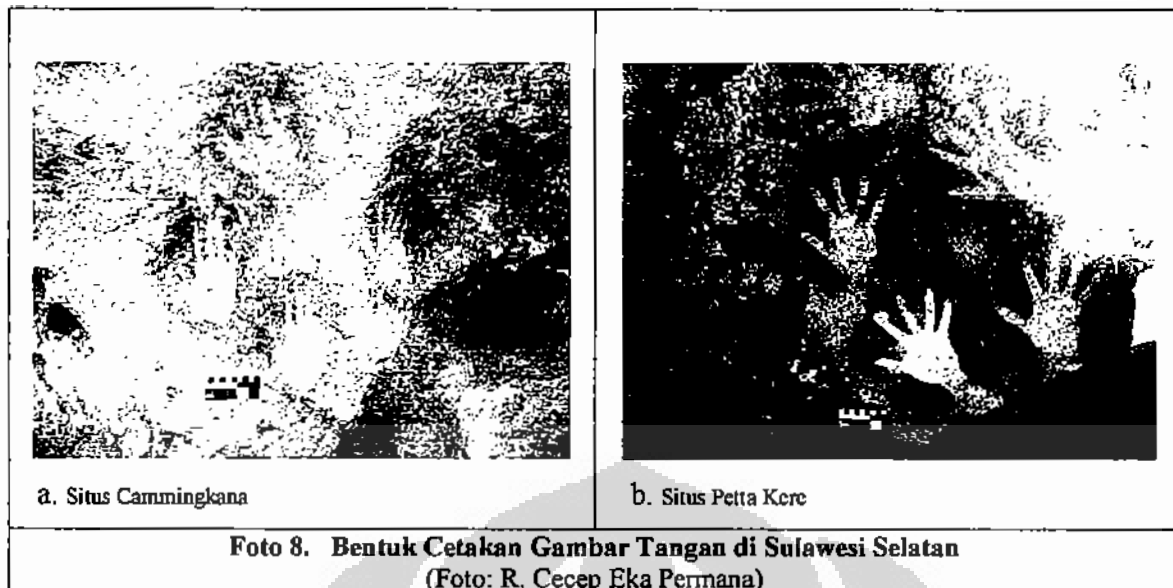 a. Situs Cammingkana
b. Situs Petta Kere
Foto 8. Bentuk Cetakan Gambar Tangan di Sulawesi Selatan
(Foto: R. Cecep Eka Permana)